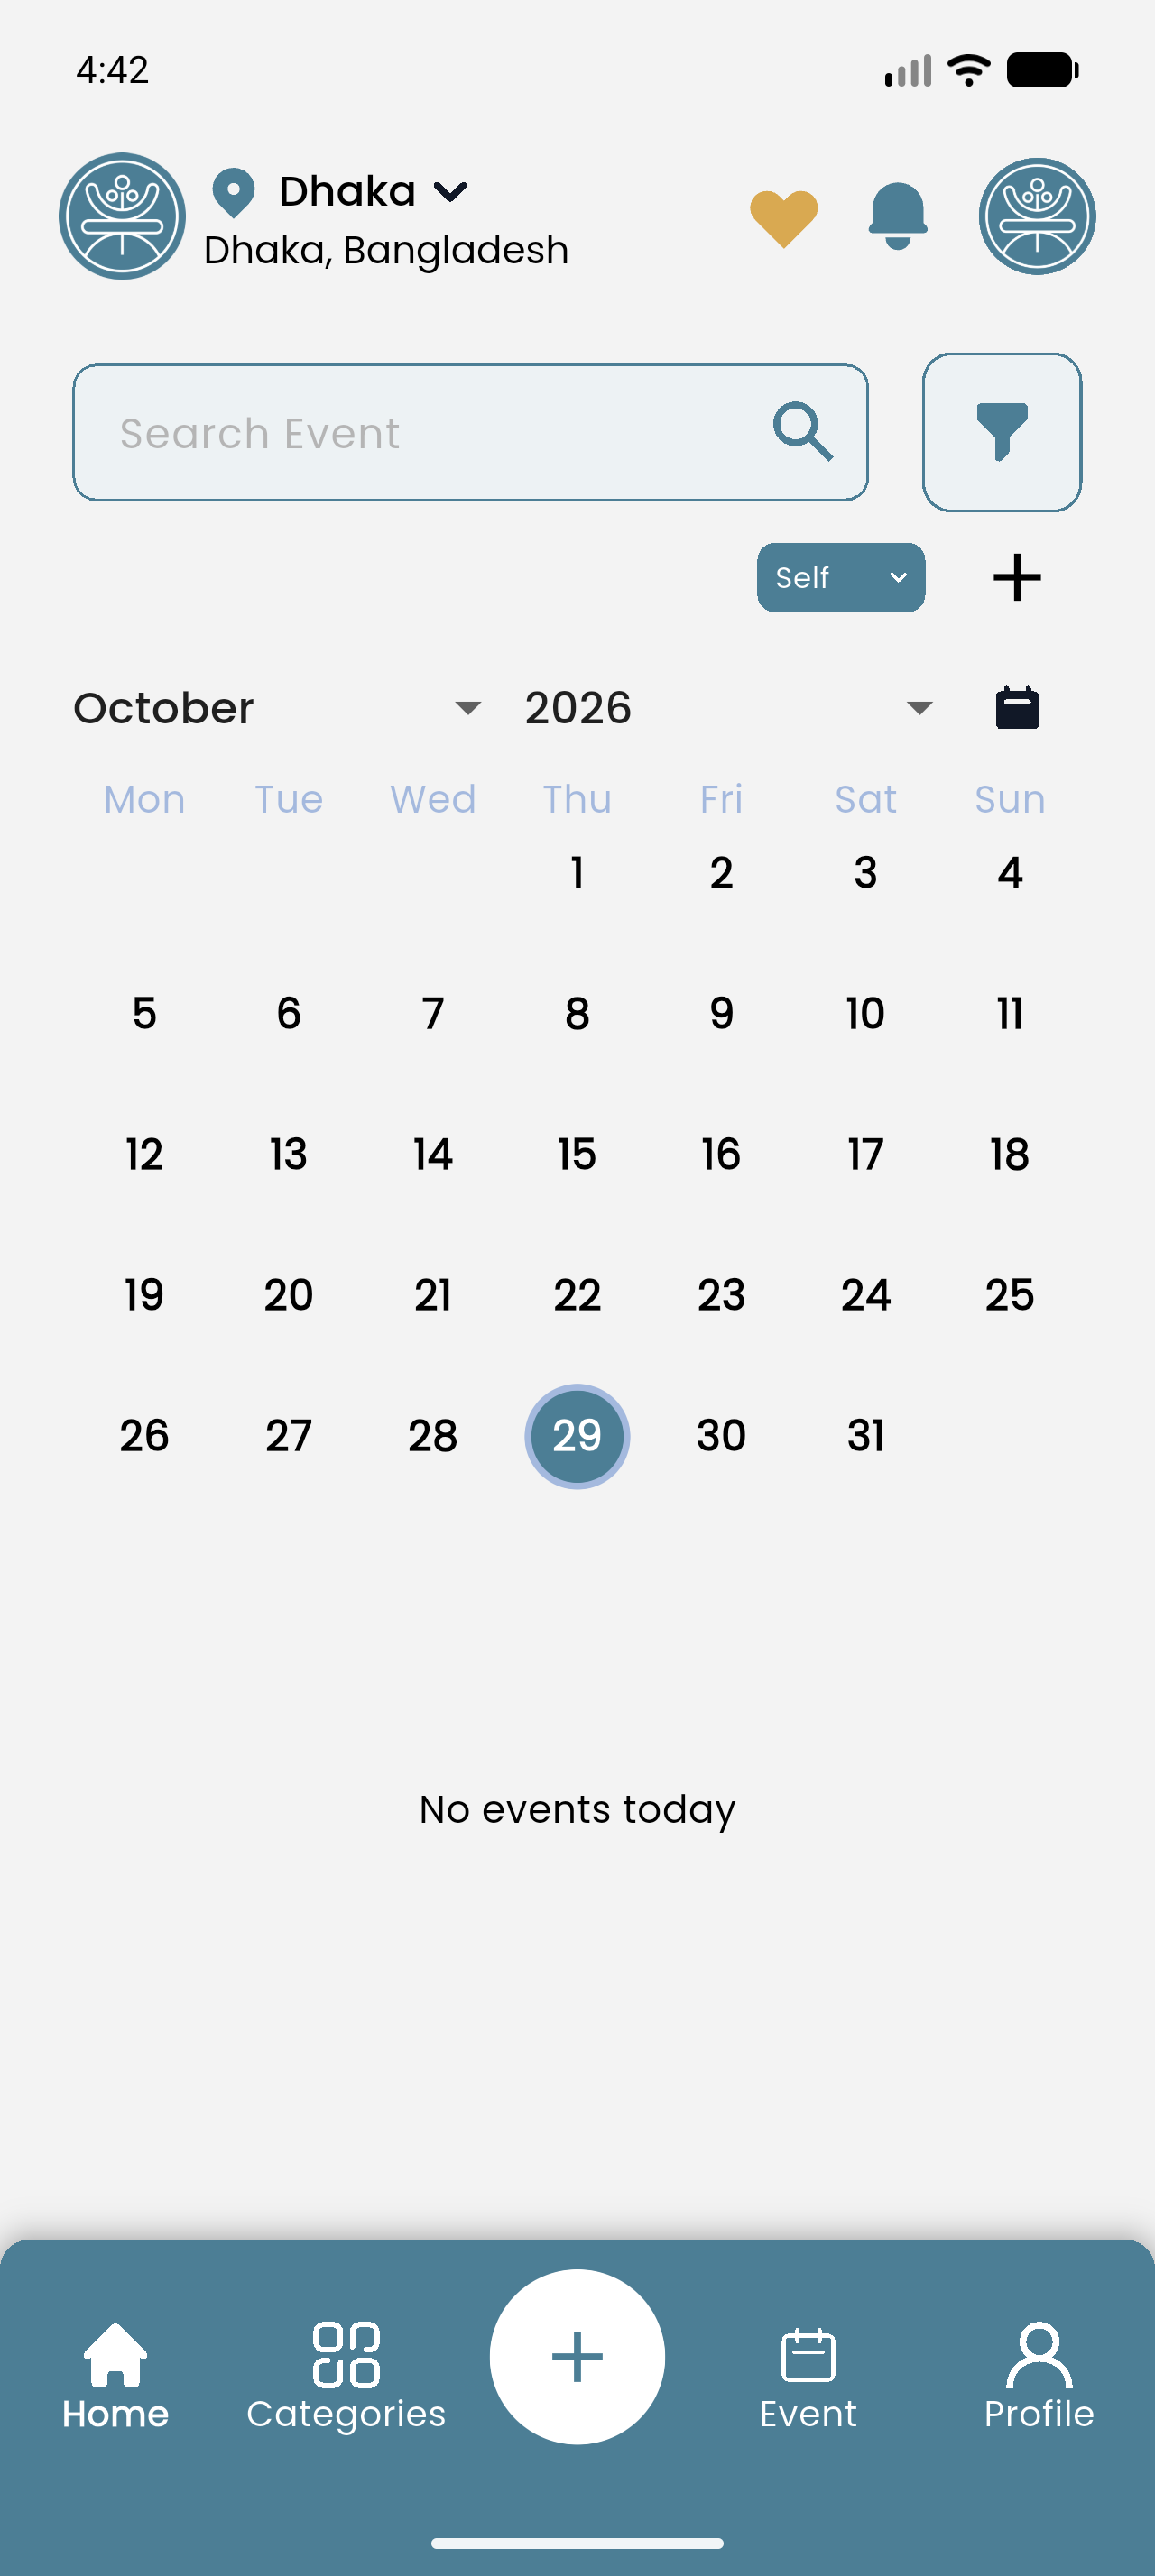 4:42
Dhaka
Dhaka, Bangladesh
Search Event
Self
October 2026
Mon Tue Wed Thu Fri Sat Sun
1 2 3 4
5 6 7 8 9 10 11
12 13 14 15 16 17 18
19 20 21 22 23 24 25
26 27 28 29 30 31
No events today
Home Categories Event Profile